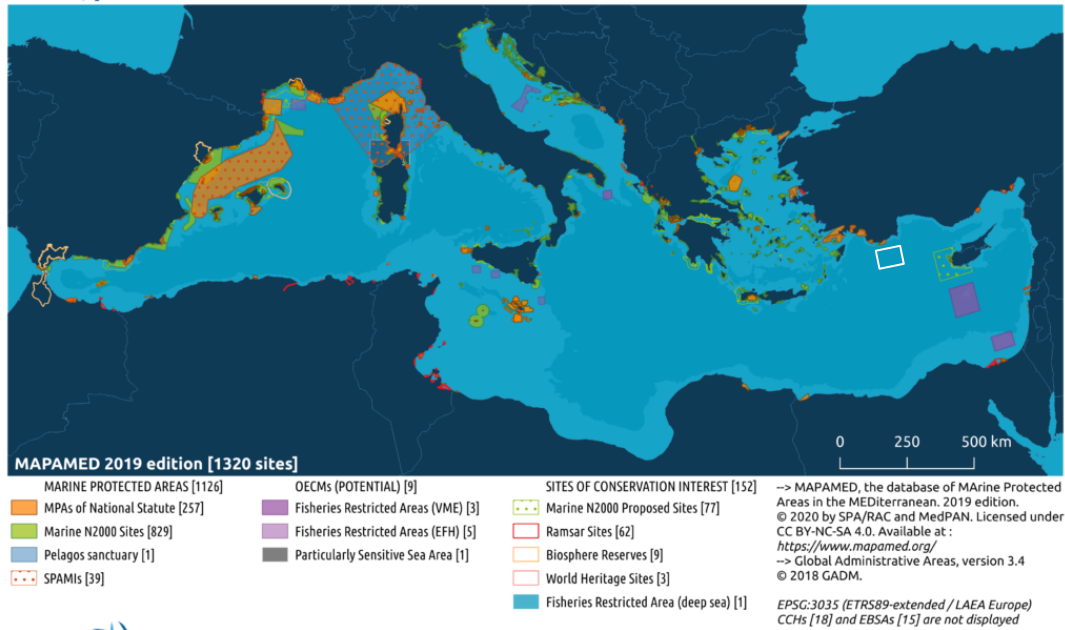 0 250 500 km
MAPAMED 2019 edition [1320 sites]
MARINE PROTECTED AREAS [1126]
MPAs of National Statute [257]
Marine N2000 Sites [829]
Pelagos sanctuary [1]
SPAMIs [39]
OECMs (POTENTIAL) [9]
Fisheries Restricted Areas (VME) [3]
Fisheries Restricted Areas (EFH) [5]
Particularly Sensitive Sea Area [1]
SITES OF CONSERVATION INTEREST [152]
Marine N2000 Proposed Sites [77]
Ramsar Sites [62]
Biosphere Reserves [9]
World Heritage Sites [3]
Fisheries Restricted Area (deep sea) [1]
--> MAPAMED, the database of MArine Protected
Areas in the MEDiterranean. 2019 edition.
© 2020 by SPA/RAC and MedPAN. Licensed under
CC BY-NC-SA 4.0. Available at :
https://www.mapamed.org/
--> Global Administrative Areas, version 3.4
© 2018 GADM.
EPSG:3035 (ETRS89-extended / LAEA Europe)
CCHs [18] and EBSAs [15] are not displayed